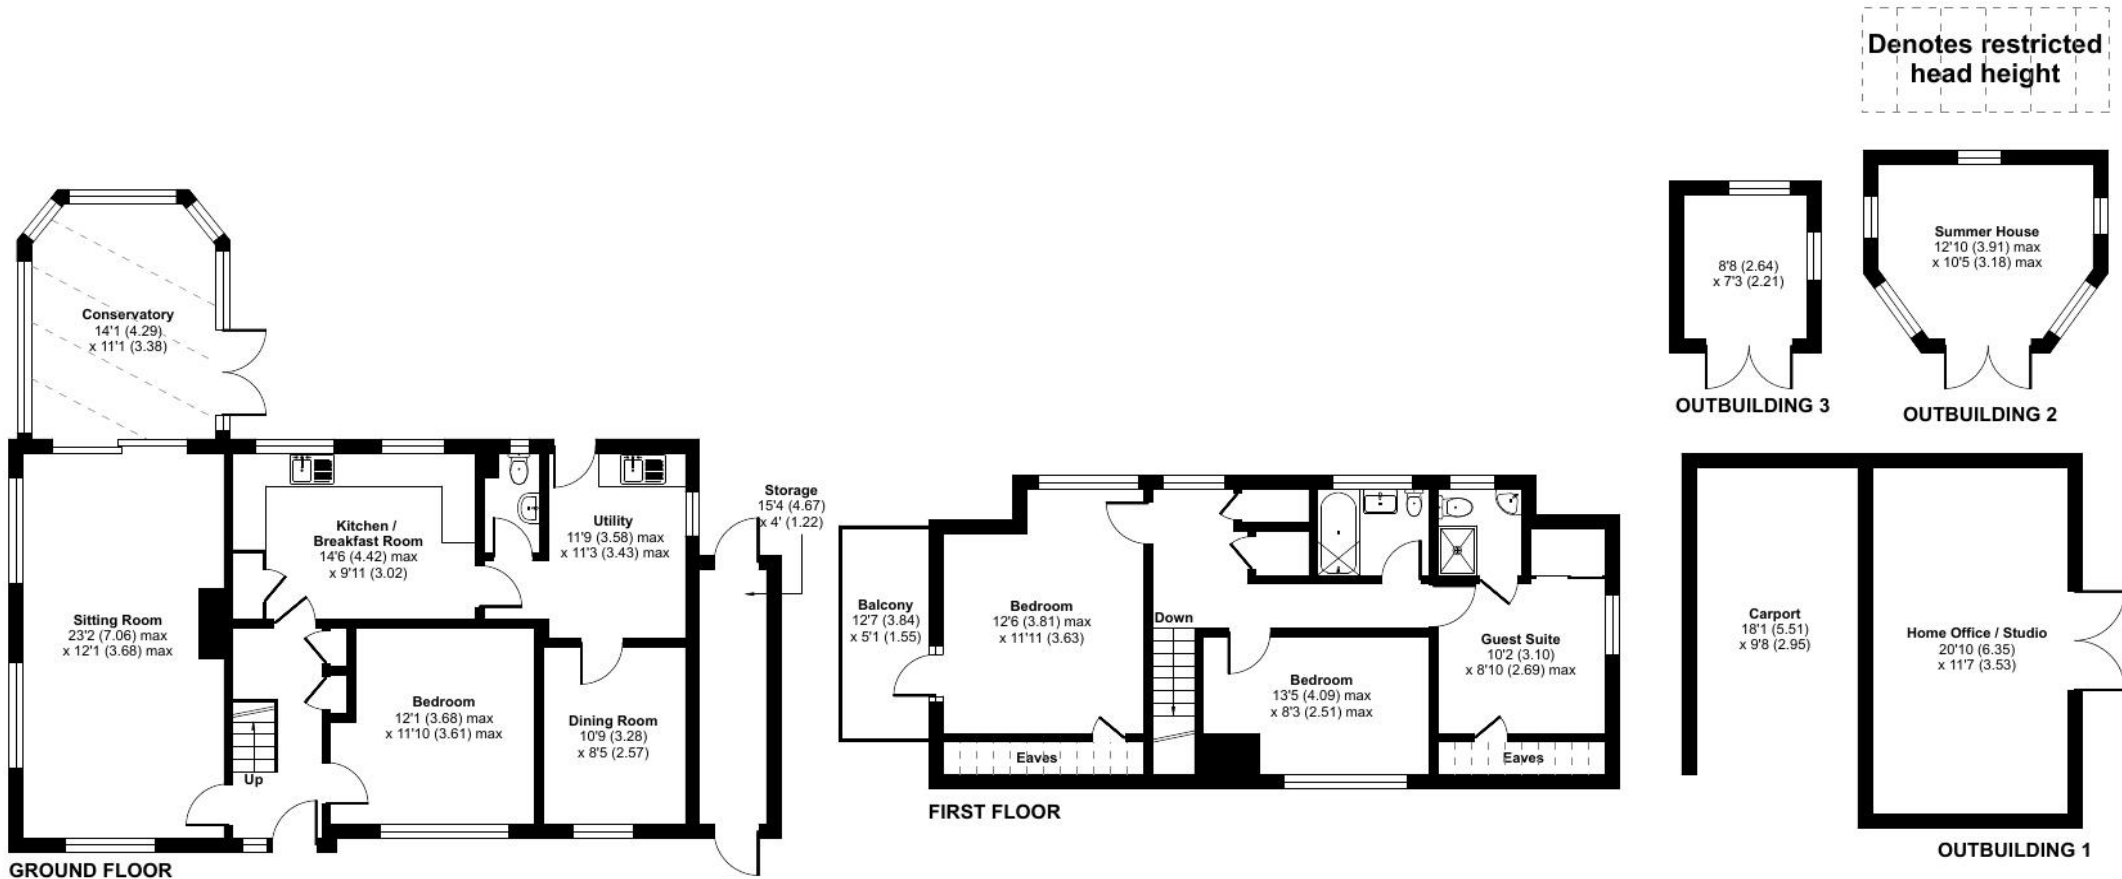 Denotes restricted
head height
Conservatory
14'1 (4.29)
x 11'1 (3.38)
Sitting Room
23'2 (7.06) max
x 12'1 (3.68) max
Kitchen /
Breakfast Room
14'6 (4.42) max
x 9'11 (3.02)
Utility
11'9 (3.58) max
x 11'3 (3.43) max
Storage
15'4 (4.67)
x 4' (1.22)
Bedroom
12'1 (3.68) max
x 11'10 (3.61) max
Dining Room
10'9 (3.28)
x 8'5 (2.57)
Up
GROUND FLOOR
Balcony
12'7 (3.84)
x 5'1 (1.55)
Bedroom
12'6 (3.81) max
x 11'11 (3.63)
Down
Bedroom
13'5 (4.09) max
x 8'3 (2.51) max
Guest Suite
10'2 (3.10)
x 8'10 (2.69) max
Eaves
Eaves
FIRST FLOOR
8'8 (2.64)
x 7'3 (2.21)
OUTBUILDING 3
Summer House
12'10 (3.91) max
x 10'5 (3.18) max
OUTBUILDING 2
Carport
18'1 (5.51)
x 9'8 (2.95)
Home Office / Studio
20'10 (6.35)
x 11'7 (3.53)
OUTBUILDING 1